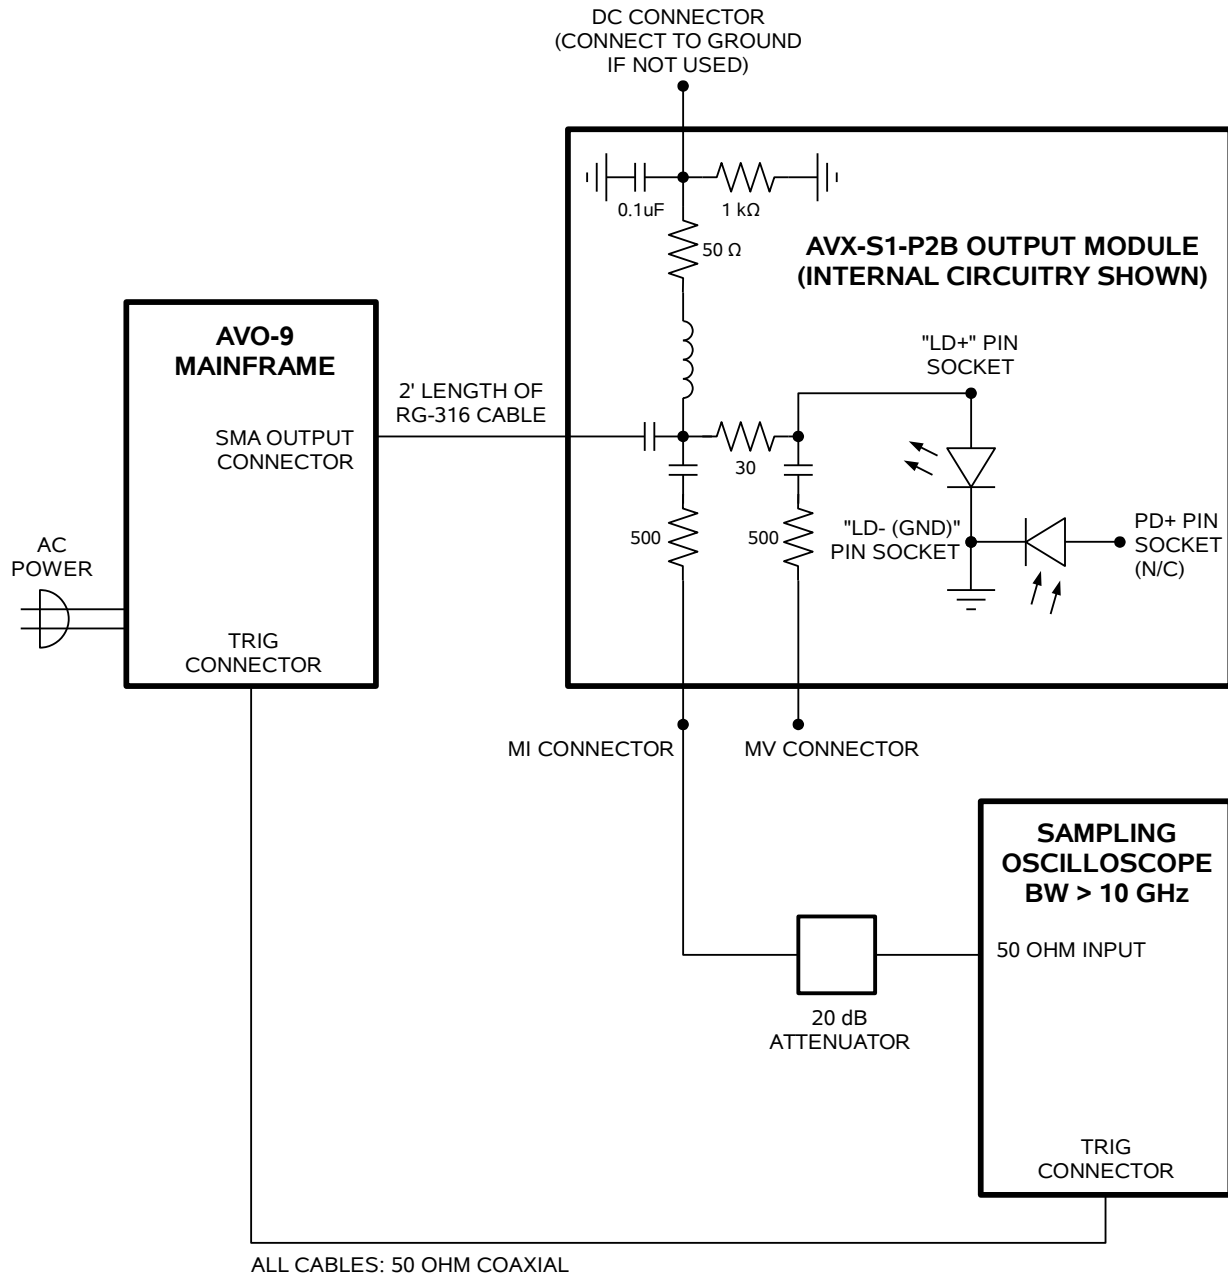 DC CONNECTOR
(CONNECT TO GROUND
IF NOT USED)
0.1uF
1 kΩ
50 Ω
AVX-S1-P2B OUTPUT MODULE
(INTERNAL CIRCUITRY SHOWN)
AVO-9
MAINFRAME
"LD+" PIN
SOCKET
2' LENGTH OF
RG-316 CABLE
SMA OUTPUT
CONNECTOR
30
500
500
"LD- (GND)"
PIN SOCKET
PD+ PIN
SOCKET
(N/C)
AC
POWER
TRIG
CONNECTOR
MI CONNECTOR
MV CONNECTOR
SAMPLING
OSCILLOSCOPE
BW > 10 GHz
50 OHM INPUT
20 dB
ATTENUATOR
TRIG
CONNECTOR
ALL CABLES: 50 OHM COAXIAL